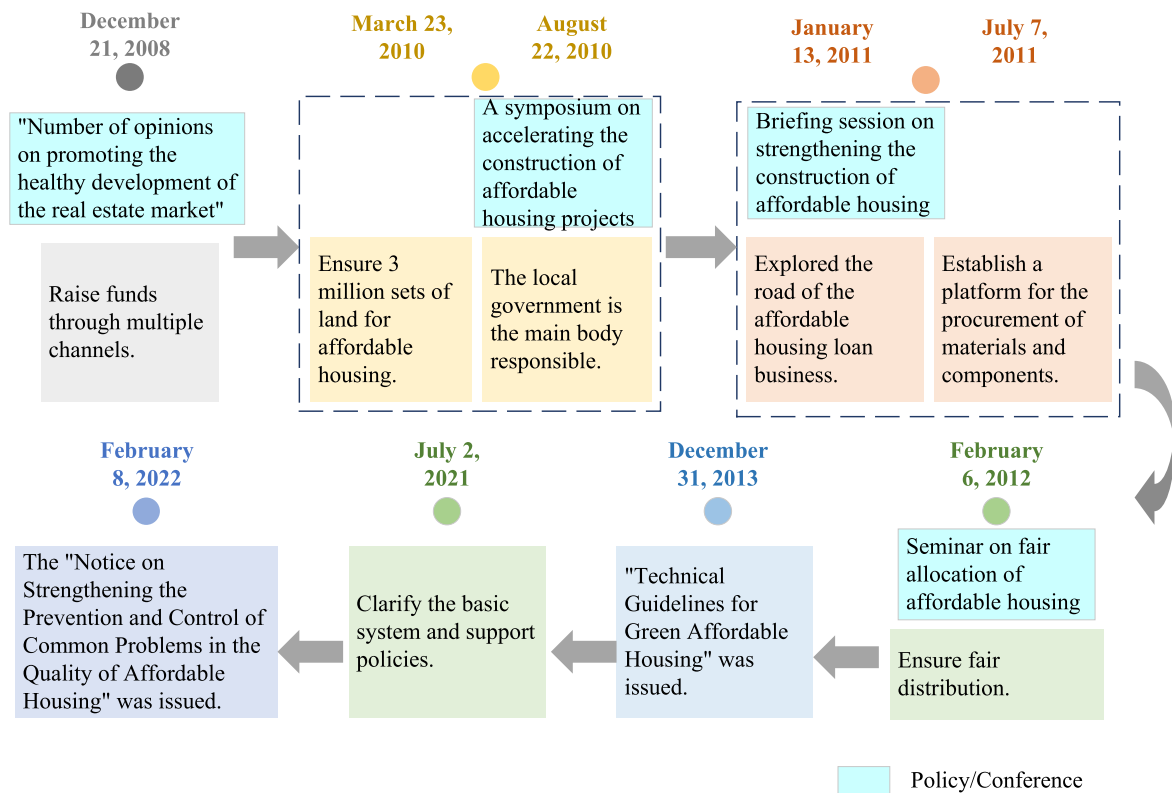 December
21, 2008
"Number of opinions
on promoting the
healthy development of
the real estate market"
Raise funds
through multiple
channels.
March 23,
2010
Ensure 3
million sets of
land for
affordable
housing.
August
22, 2010
A symposium on
accelerating the
construction of
affordable
housing projects
The local
government is
the main body
responsible.
January
13, 2011
Briefing session on
strengthening the
construction of
affordable housing
Explored the
road of the
affordable
housing loan
business.
July 7,
2011
Establish a
platform for the
procurement of
materials and
components.
February
6, 2012
Seminar on fair
allocation of
affordable housing
Ensure fair
distribution.
December
31, 2013
"Technical
Guidelines for
Green Affordable
Housing" was
issued.
July 2,
2021
Clarify the basic
system and support
policies.
February
8, 2022
The "Notice on
Strengthening the
Prevention and Control of
Common Problems in the
Quality of Affordable
Housing" was issued.
Policy/Conference